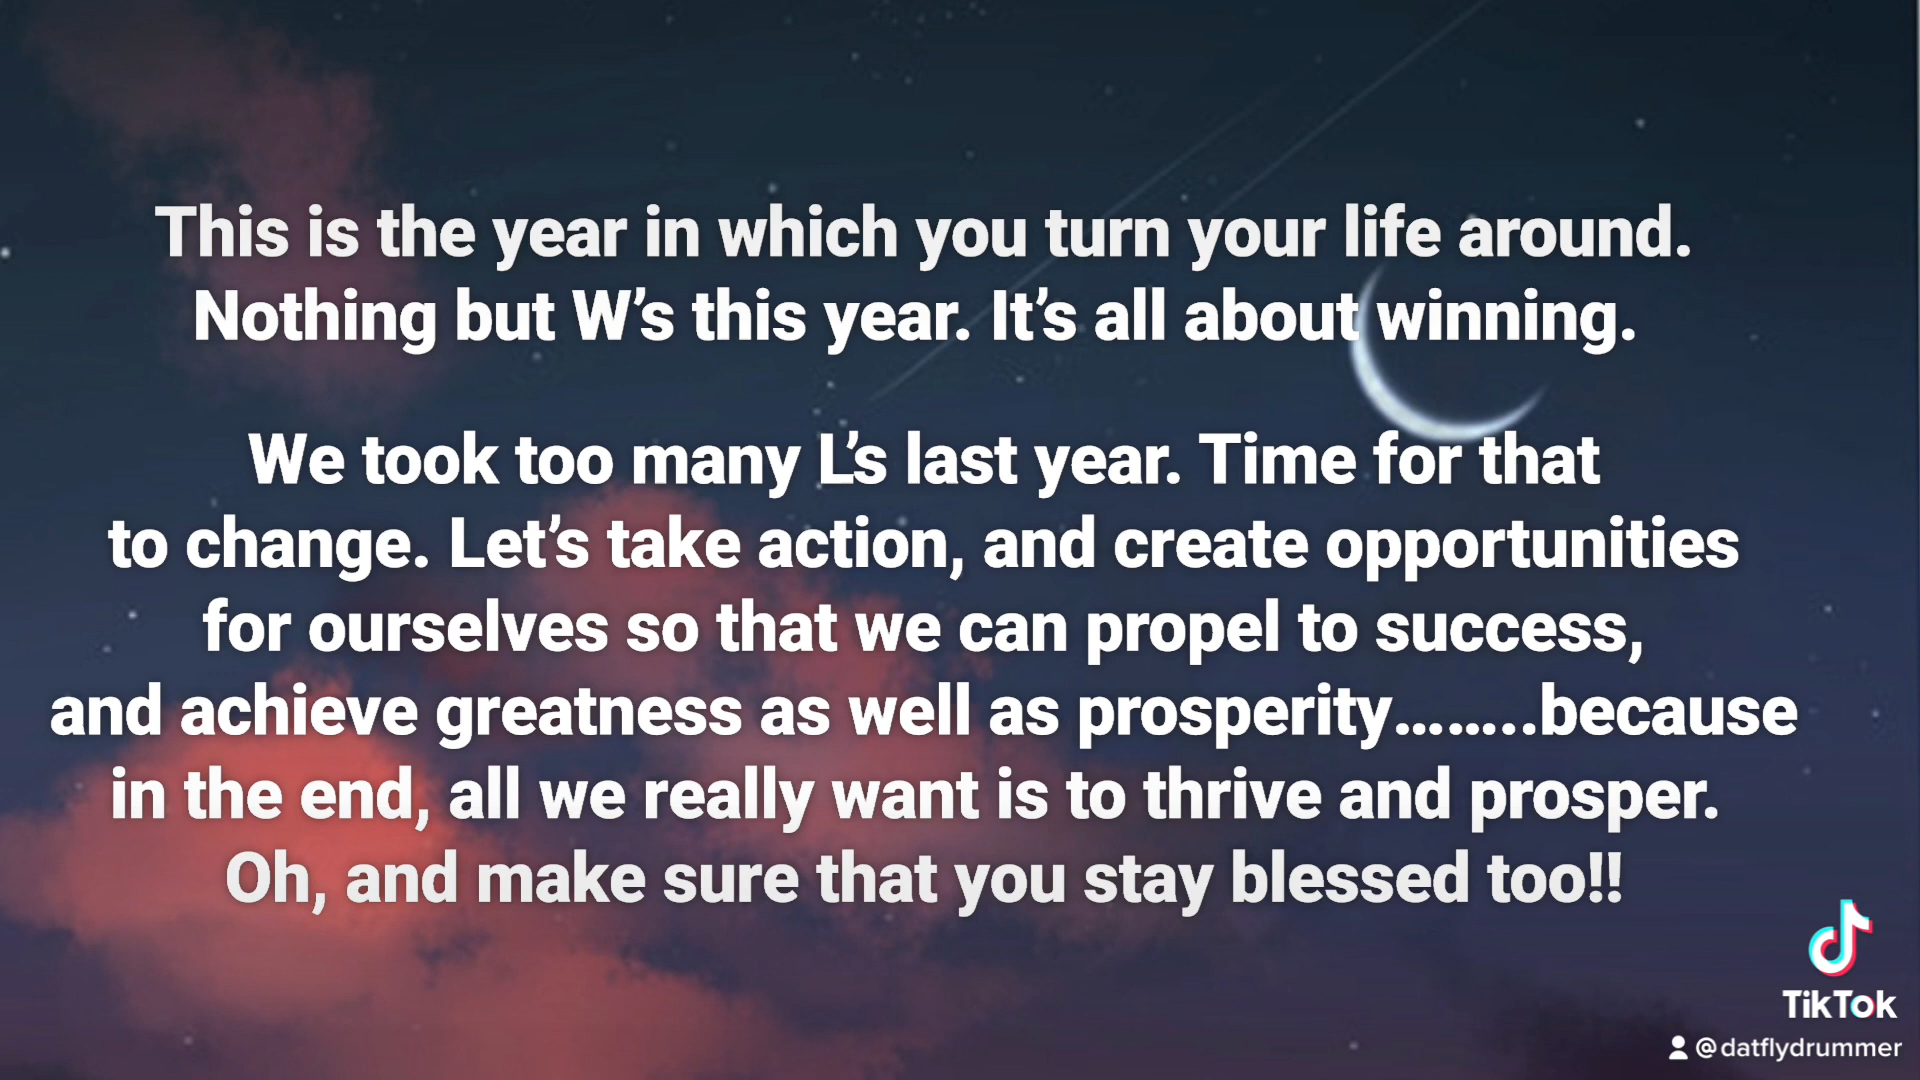 This is the year in which you turn your life around.
Nothing but W’s this year. It’s all about winning.
We took too many L’s last year. Time for that
to change. Let’s take action, and create opportunities
for ourselves so that we can propel to success,
and achieve greatness as well as prosperity……..because
in the end, all we really want is to thrive and prosper.
Oh, and make sure that you stay blessed too!!
TikTok
@datflydrummer